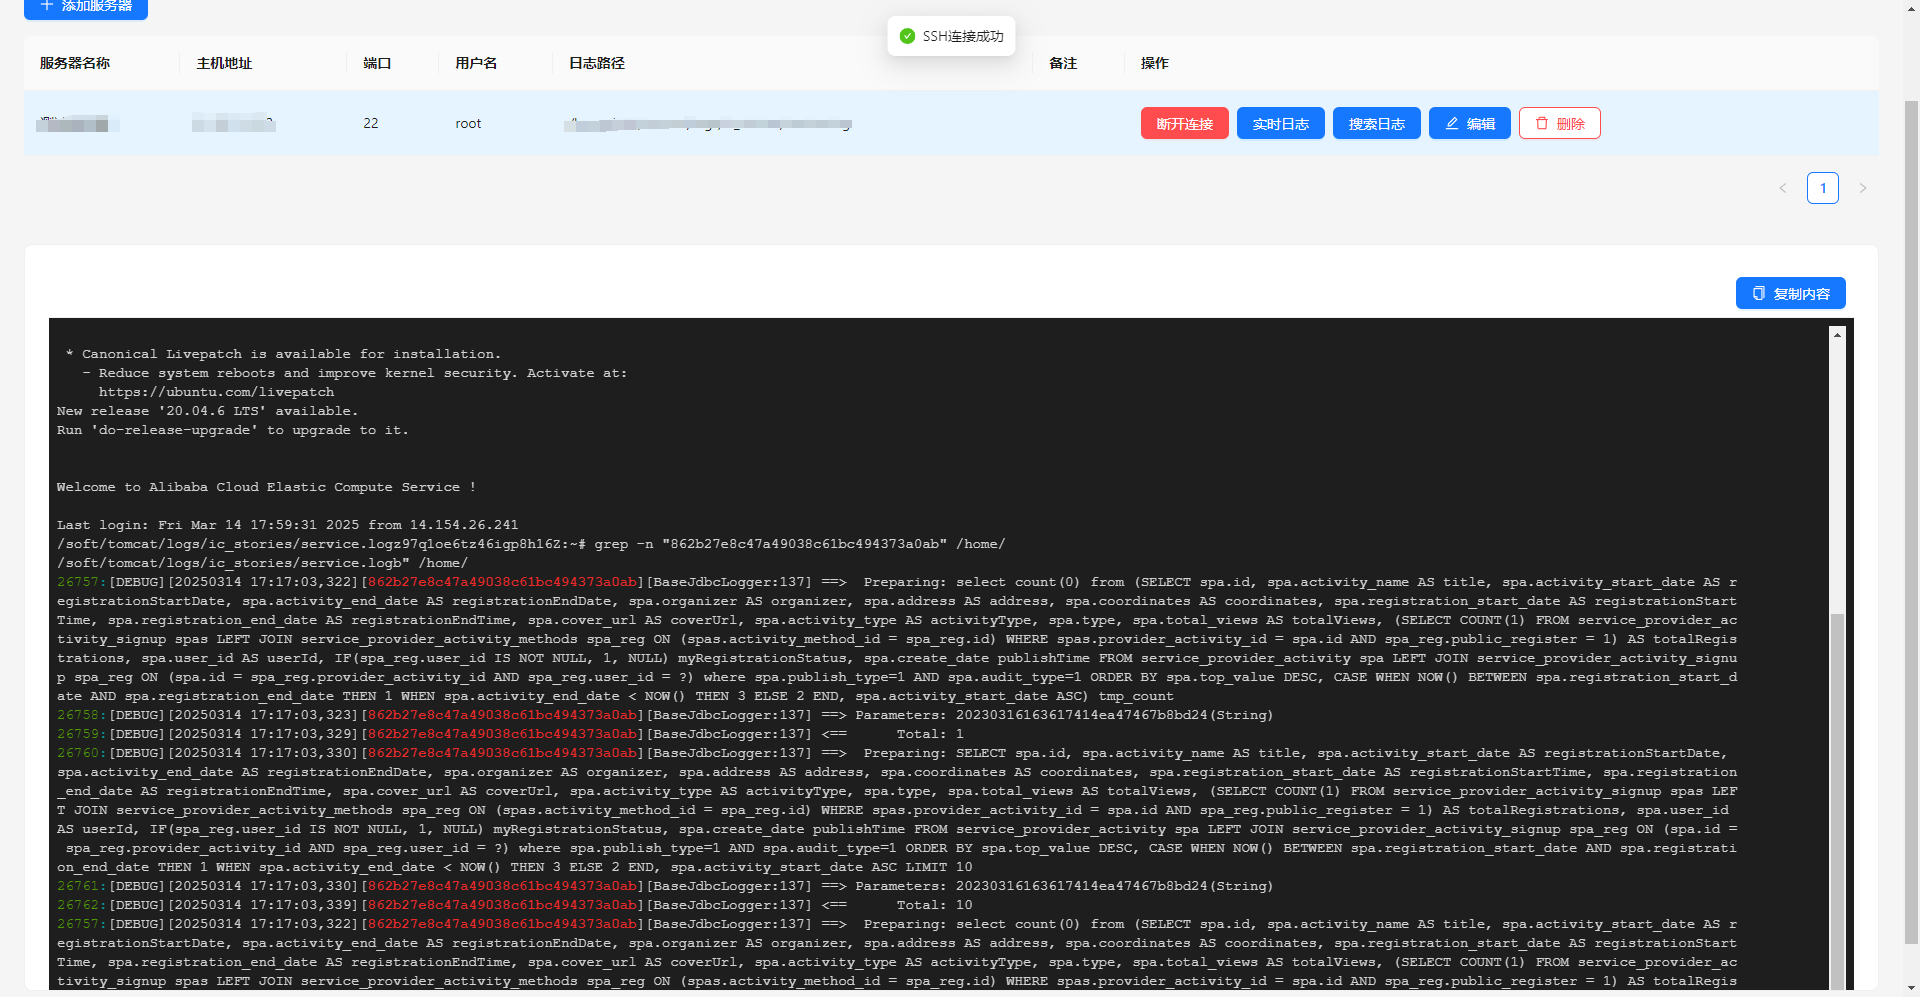 添加服务器
SSH连接成功
服务器名称 主机地址 端口 用户名 日志路径 备注 操作
22 root 断开连接 实时日志 搜索日志 编辑 删除
1
复制内容
* Canonical Livepatch is available for installation.
- Reduce system reboots and improve kernel security. Activate at:
https://ubuntu.com/livepatch
New release '20.04.6 LTS' available.
Run 'do-release-upgrade' to upgrade to it.
Welcome to Alibaba Cloud Elastic Compute Service !
Last login: Fri Mar 14 17:59:31 2025 from 14.154.26.241
/soft/tomcat/logs/ic_stories/service.logz97q1oe6tz46igp8h16Z:~# grep -n "862b27e8c47a49038c61bc494373a0ab" /home/
/soft/tomcat/logs/ic_stories/service.logb" /home/
26757:[DEBUG][20250314 17:17:03,322][862b27e8c47a49038c61bc494373a0ab][BaseJdbcLogger:137] ==>  Preparing: select count(0) from (SELECT spa.id, spa.activity_name AS title, spa.activity_start_date AS r
egistrationStartDate, spa.activity_end_date AS registrationEndDate, spa.organizer AS organizer, spa.address AS address, spa.coordinates AS coordinates, spa.registration_start_date AS registrationStart
Time, spa.registration_end_date AS registrationEndTime, spa.cover_url AS coverUrl, spa.activity_type AS activityType, spa.type, spa.total_views AS totalViews, (SELECT COUNT(1) FROM service_provider_ac
tivity_signup spas LEFT JOIN service_provider_activity_methods spa_reg ON (spas.activity_method_id = spa_reg.id) WHERE spas.provider_activity_id = spa.id AND spa_reg.public_register = 1) AS totalRegis
trations, spa.user_id AS userId, IF(spa_reg.user_id IS NOT NULL, 1, NULL) myRegistrationStatus, spa.create_date publishTime FROM service_provider_activity spa LEFT JOIN service_provider_activity_signu
p spa_reg ON (spa.id = spa_reg.provider_activity_id AND spa_reg.user_id = ?) where spa.publish_type=1 AND spa.audit_type=1 ORDER BY spa.top_value DESC, CASE WHEN NOW() BETWEEN spa.registration_start_d
ate AND spa.registration_end_date THEN 1 WHEN spa.activity_end_date < NOW() THEN 3 ELSE 2 END, spa.activity_start_date ASC) tmp_count
26758:[DEBUG][20250314 17:17:03,323][862b27e8c47a49038c61bc494373a0ab][BaseJdbcLogger:137] ==> Parameters: 20230316163617414ea47467b8bd24(String)
26759:[DEBUG][20250314 17:17:03,329][862b27e8c47a49038c61bc494373a0ab][BaseJdbcLogger:137] <==      Total: 1
26760:[DEBUG][20250314 17:17:03,330][862b27e8c47a49038c61bc494373a0ab][BaseJdbcLogger:137] ==>  Preparing: SELECT spa.id, spa.activity_name AS title, spa.activity_start_date AS registrationStartDate,
spa.activity_end_date AS registrationEndDate, spa.organizer AS organizer, spa.address AS address, spa.coordinates AS coordinates, spa.registration_start_date AS registrationStartTime, spa.registration
_end_date AS registrationEndTime, spa.cover_url AS coverUrl, spa.activity_type AS activityType, spa.type, spa.total_views AS totalViews, (SELECT COUNT(1) FROM service_provider_activity_signup spas LEF
T JOIN service_provider_activity_methods spa_reg ON (spas.activity_method_id = spa_reg.id) WHERE spas.provider_activity_id = spa.id AND spa_reg.public_register = 1) AS totalRegistrations, spa.user_id
AS userId, IF(spa_reg.user_id IS NOT NULL, 1, NULL) myRegistrationStatus, spa.create_date publishTime FROM service_provider_activity spa LEFT JOIN service_provider_activity_signup spa_reg ON (spa.id =
spa_reg.provider_activity_id AND spa_reg.user_id = ?) where spa.publish_type=1 AND spa.audit_type=1 ORDER BY spa.top_value DESC, CASE WHEN NOW() BETWEEN spa.registration_start_date AND spa.registrati
on_end_date THEN 1 WHEN spa.activity_end_date < NOW() THEN 3 ELSE 2 END, spa.activity_start_date ASC LIMIT 10
26761:[DEBUG][20250314 17:17:03,330][862b27e8c47a49038c61bc494373a0ab][BaseJdbcLogger:137] ==> Parameters: 20230316163617414ea47467b8bd24(String)
26762:[DEBUG][20250314 17:17:03,339][862b27e8c47a49038c61bc494373a0ab][BaseJdbcLogger:137] <==      Total: 10
26757:[DEBUG][20250314 17:17:03,322][862b27e8c47a49038c61bc494373a0ab][BaseJdbcLogger:137] ==>  Preparing: select count(0) from (SELECT spa.id, spa.activity_name AS title, spa.activity_start_date AS r
egistrationStartDate, spa.activity_end_date AS registrationEndDate, spa.organizer AS organizer, spa.address AS address, spa.coordinates AS coordinates, spa.registration_start_date AS registrationStart
Time, spa.registration_end_date AS registrationEndTime, spa.cover_url AS coverUrl, spa.activity_type AS activityType, spa.type, spa.total_views AS totalViews, (SELECT COUNT(1) FROM service_provider_ac
tivity_signup spas LEFT JOIN service_provider_activity_methods spa_reg ON (spas.activity_method_id = spa_reg.id) WHERE spas.provider_activity_id = spa.id AND spa_reg.public_register = 1) AS totalRegis